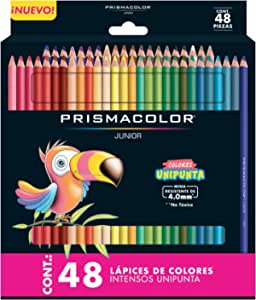 ¡NUEVO!
CONT.
48
PIEZAS
PRISMACOLOR
JUNIOR
COLORES
UNIPUNTA
MINA
RESISTENTE DE
4.0mm**
**No Tóxico
CONT.:
48
LÁPICES DE COLORES
INTENSOS UNIPUNTA